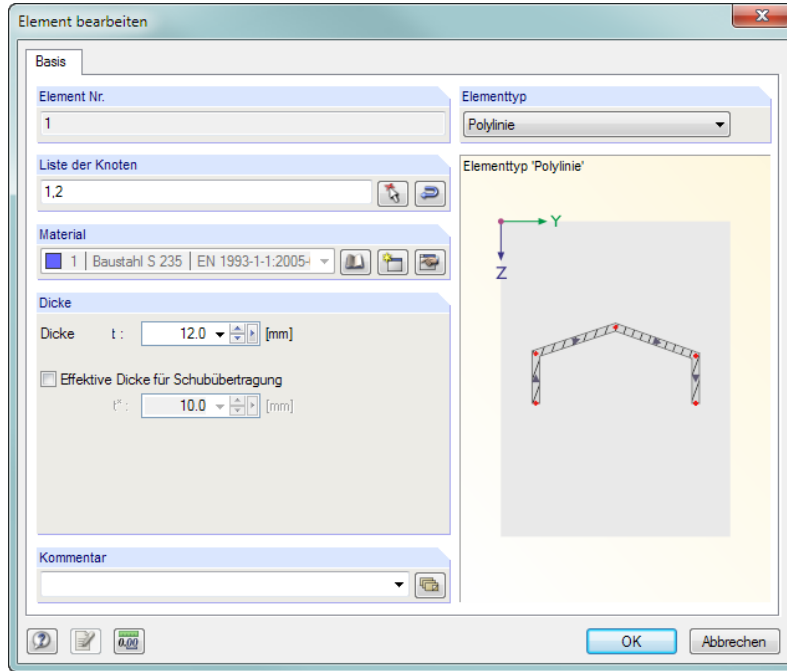 Element bearbeiten
Basis
Element Nr.
1
Elementtyp
Polylinie
Liste der Knoten
1,2
Elementtyp 'Polylinie'
Y
Z
Material
1 | Baustahl S 235 | EN 1993-1-1:2005-
Dicke
Dicke t : 12.0 [mm]
Effektive Dicke für Schubübertragung
t* : 10.0 [mm]
Kommentar
0.00
OK
Abbrechen